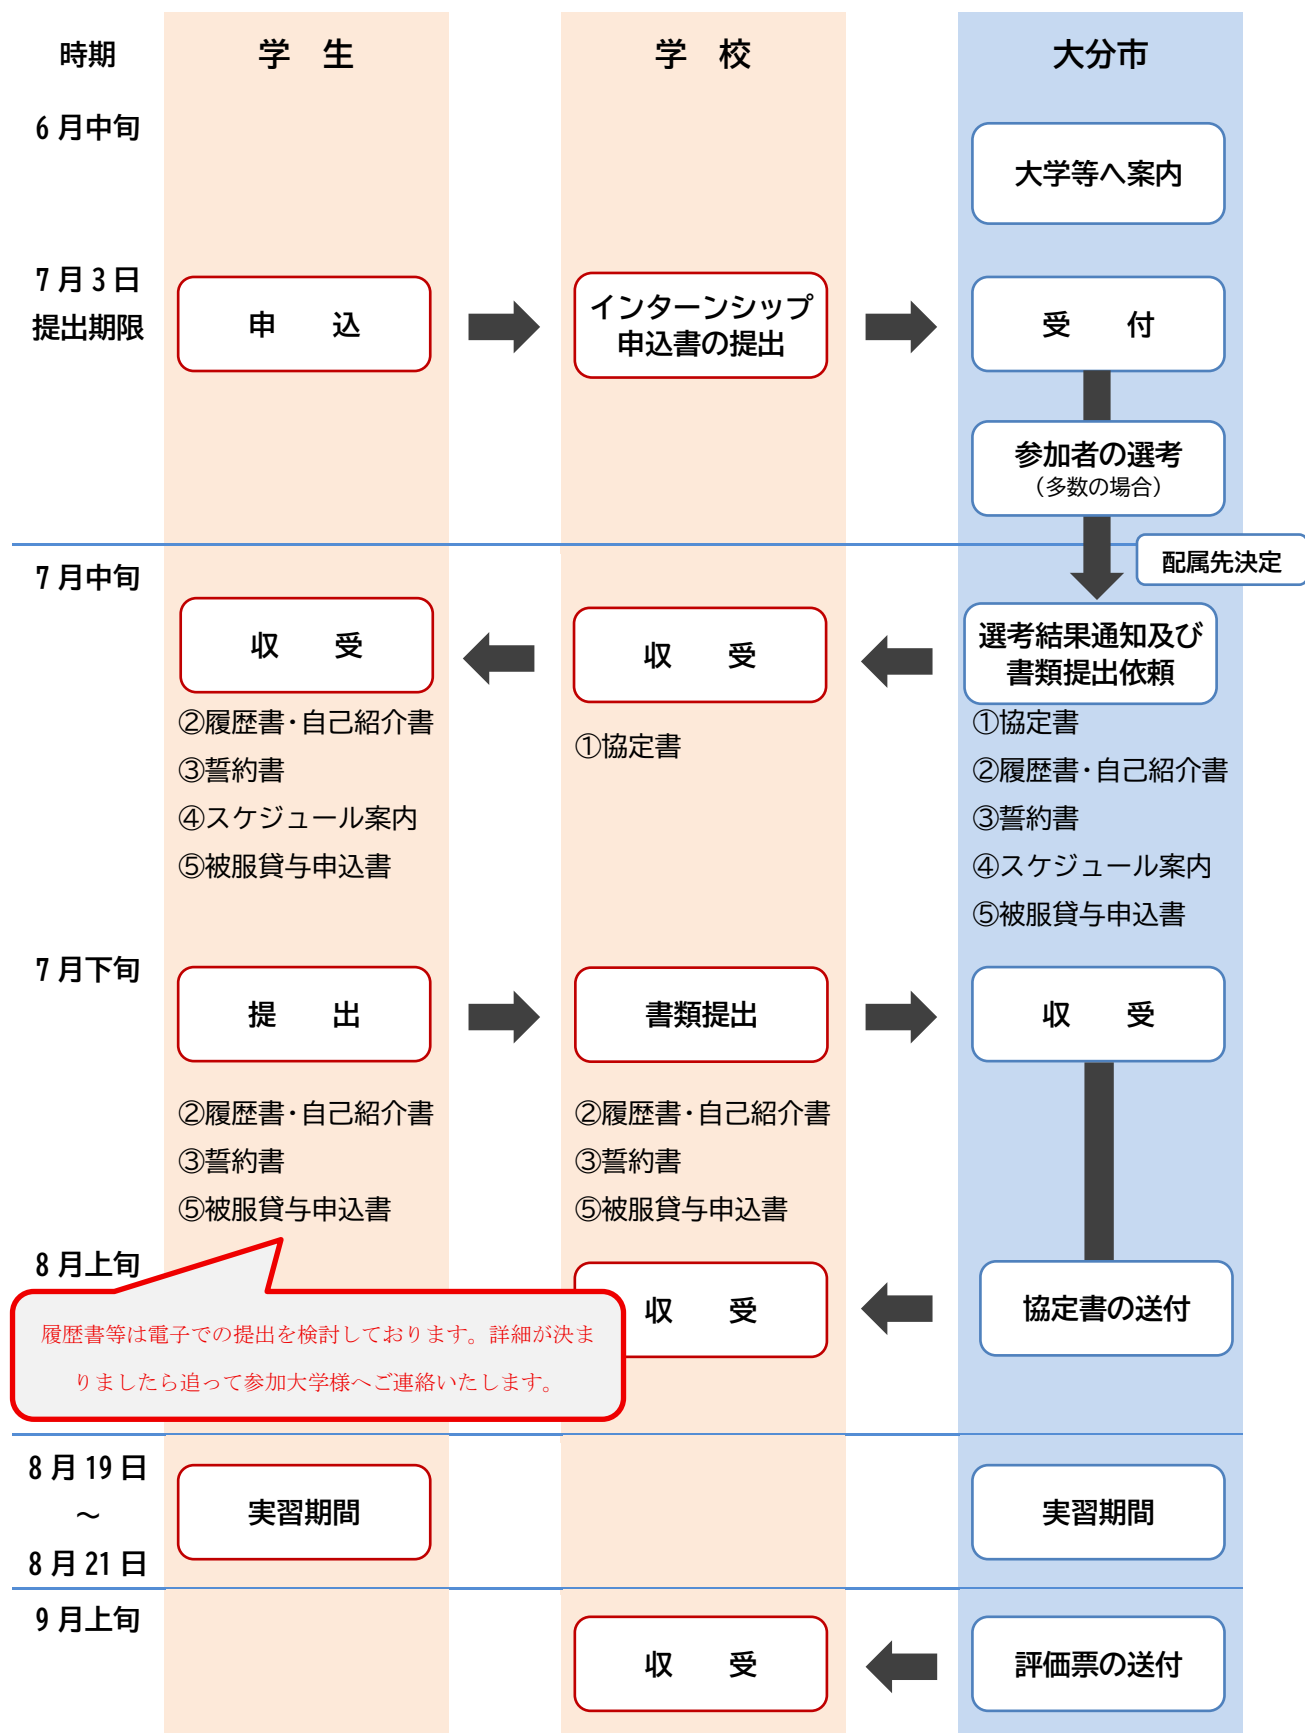 時期
学　生
学　校
大分市
6月中旬
大学等へ案内
7月3日
提出期限
申　込
インターンシップ
申込書の提出
受　付
参加者の選考
（多数の場合）
配属先決定
7月中旬
収　受
②履歴書・自己紹介書
③誓約書
④スケジュール案内
⑤被服貸与申込書
収　受
①協定書
選考結果通知及び
書類提出依頼
①協定書
②履歴書・自己紹介書
③誓約書
④スケジュール案内
⑤被服貸与申込書
7月下旬
提　出
②履歴書・自己紹介書
③誓約書
⑤被服貸与申込書
書類提出
②履歴書・自己紹介書
③誓約書
⑤被服貸与申込書
収　受
8月上旬
履歴書等は電子での提出を検討しております。詳細が決ま
りましたら追って参加大学様へご連絡いたします。
収　受
協定書の送付
8月19日
～
8月21日
実習期間
実習期間
9月上旬
収　受
評価票の送付